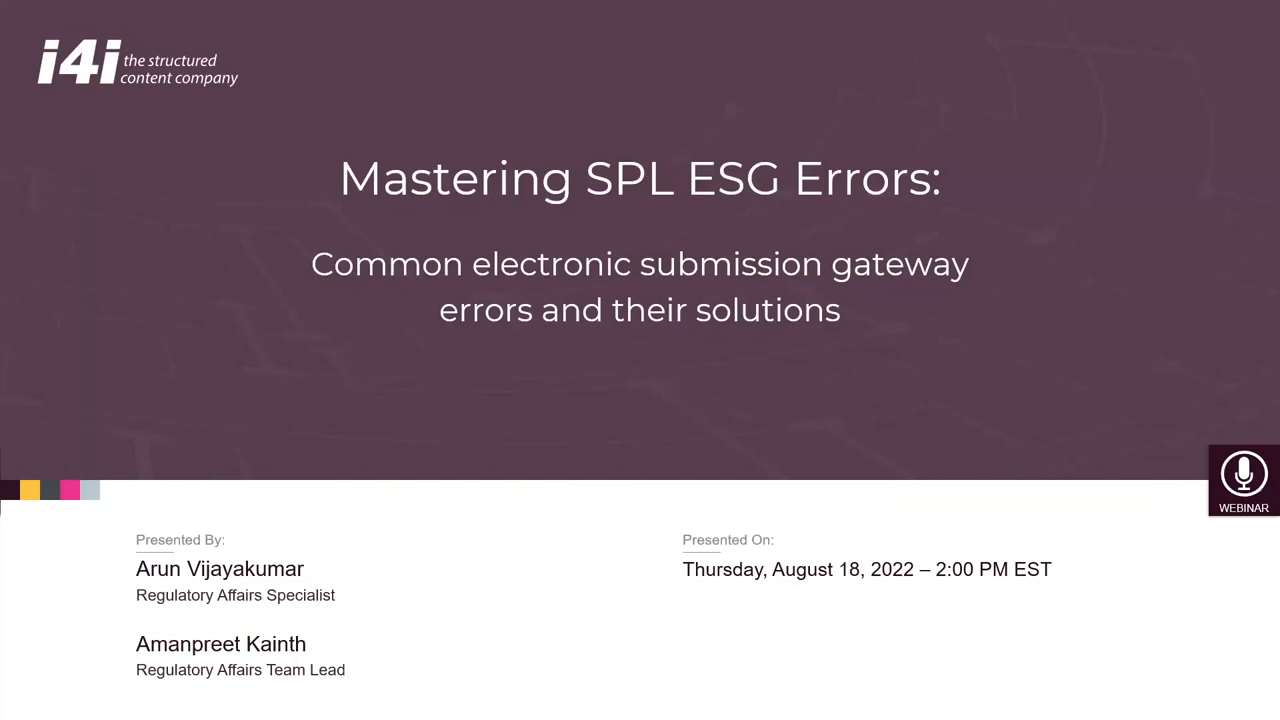 i4i the structured
content company
Mastering SPL ESG Errors:
Common electronic submission gateway
errors and their solutions
WEBINAR
Presented By:
Arun Vijayakumar
Regulatory Affairs Specialist
Amanpreet Kainth
Regulatory Affairs Team Lead
Presented On:
Thursday, August 18, 2022 – 2:00 PM EST